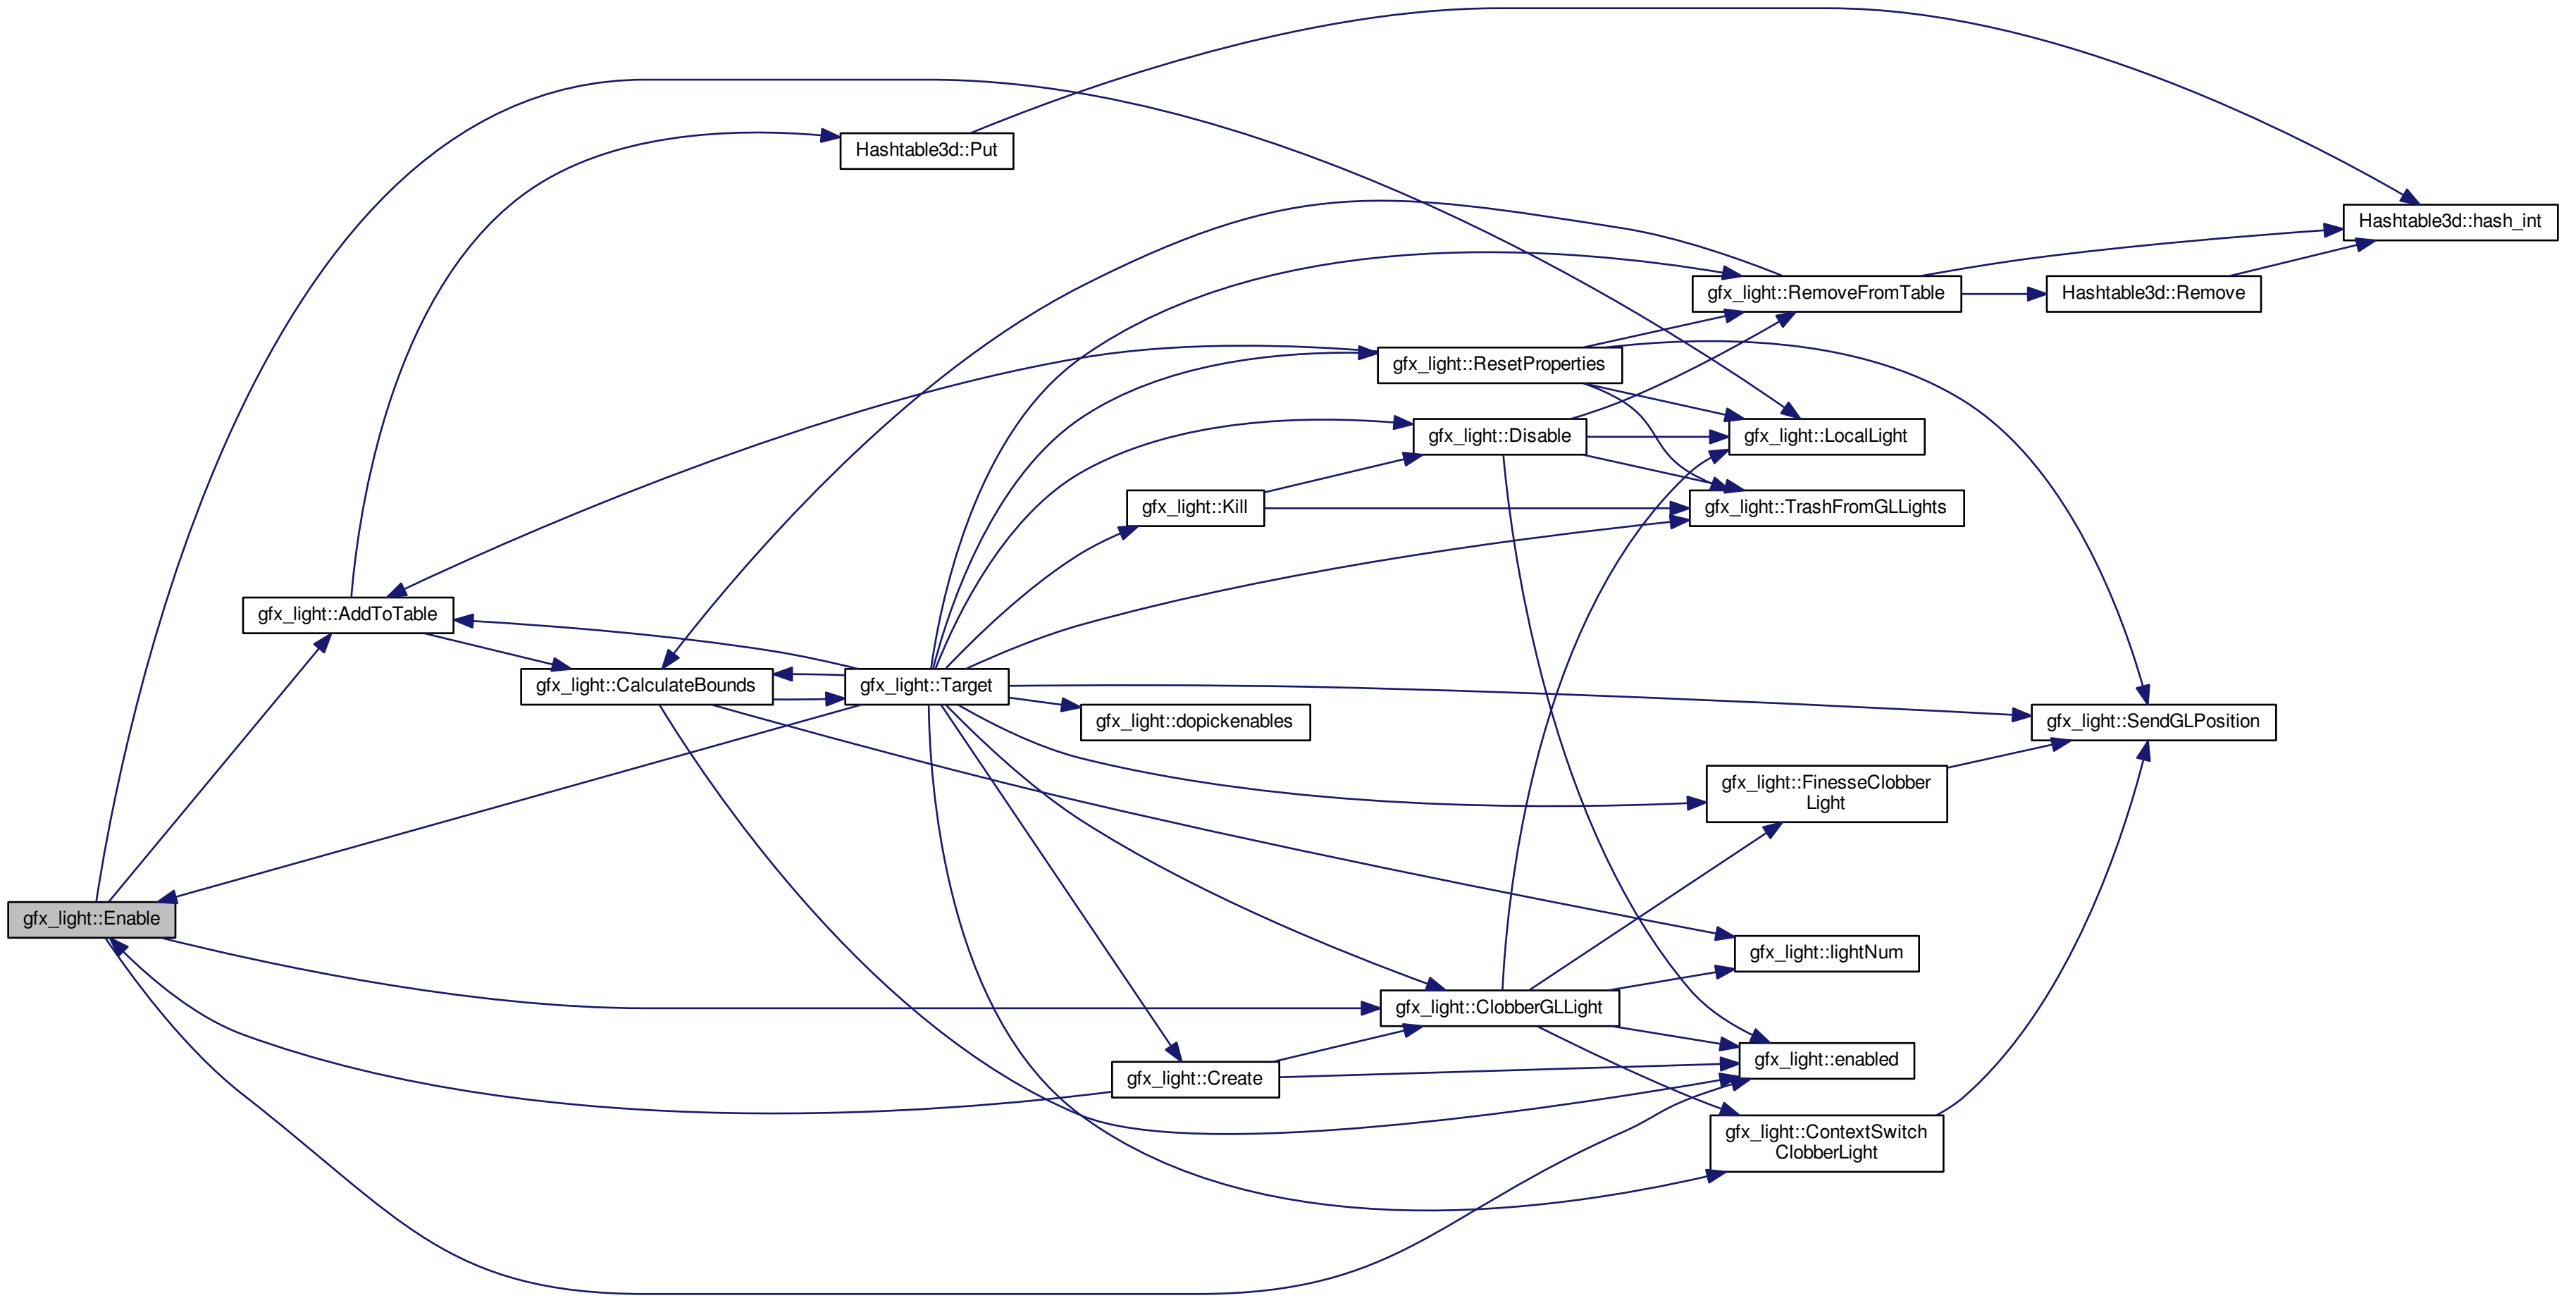 Hashtable3d::Put
Hashtable3d::hash_int
gfx_light::RemoveFromTable
Hashtable3d::Remove
gfx_light::ResetProperties
gfx_light::Disable
gfx_light::LocalLight
gfx_light::Kill
gfx_light::TrashFromGLLights
gfx_light::AddToTable
gfx_light::CalculateBounds
gfx_light::Target
gfx_light::dopickenables
gfx_light::SendGLPosition
gfx_light::FinesseClobber
Light
gfx_light::Enable
gfx_light::lightNum
gfx_light::ClobberGLLight
gfx_light::enabled
gfx_light::Create
gfx_light::ContextSwitch
ClobberLight